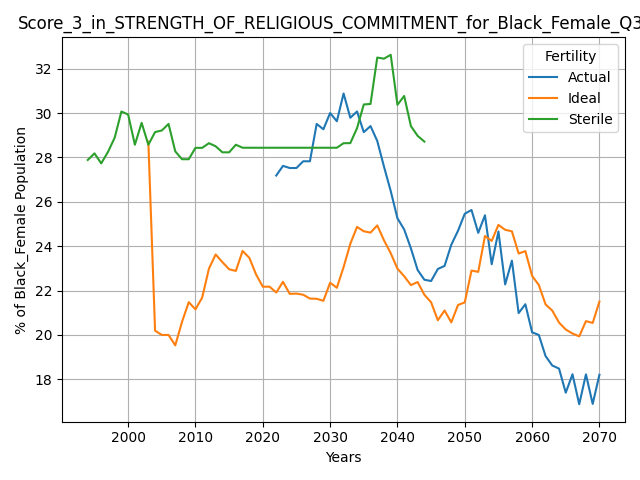 Score_3_in_STRENGTH_OF_RELIGIOUS_COMMITMENT_for_Black_Female_Q3
Fertility
Actual
Ideal
Sterile
% of Black_Female Population
32
30
28
26
24
22
20
18
2000 2010 2020 2030 2040 2050 2060 2070
Years